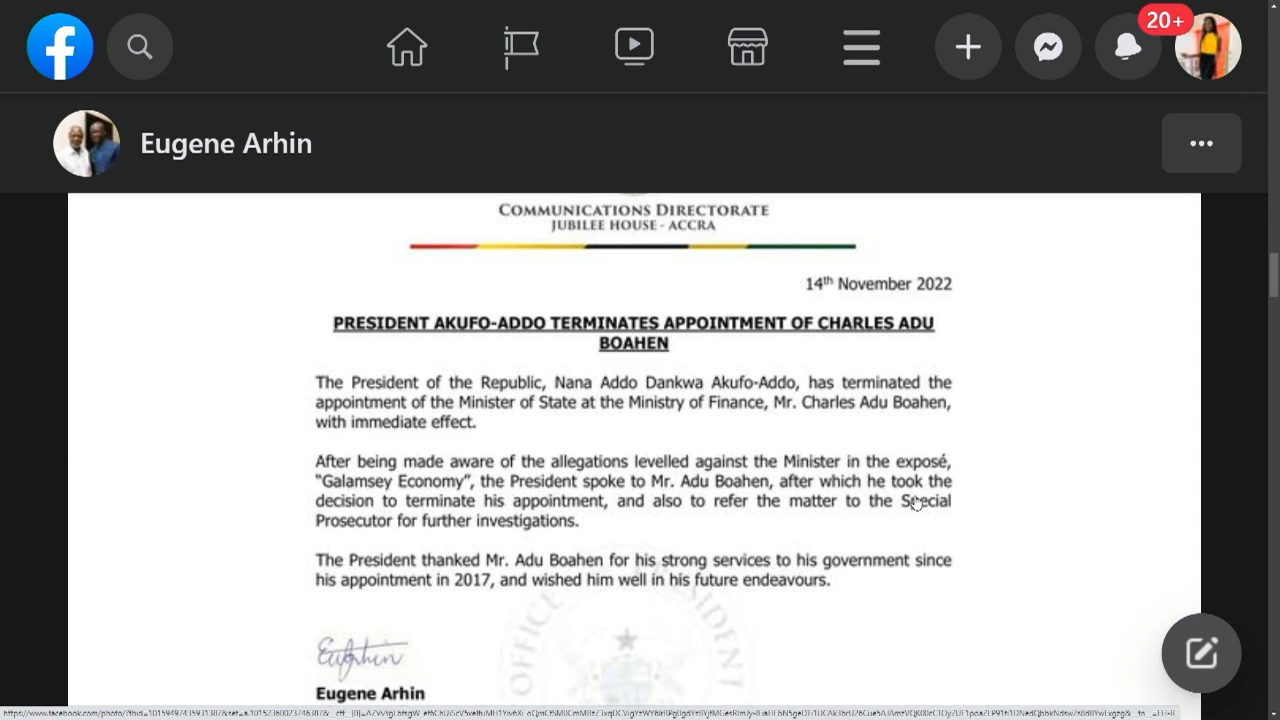 20+
Eugene Arhin
COMMUNICATIONS DIRECTORATE
JUBILEE HOUSE - ACCRA
14th November 2022
PRESIDENT AKUFO-ADDO TERMINATES APPOINTMENT OF CHARLES ADU
BOAHEN
The President of the Republic, Nana Addo Dankwa Akufo-Addo, has terminated the
appointment of the Minister of State at the Ministry of Finance, Mr. Charles Adu Boahen,
with immediate effect.
After being made aware of the allegations levelled against the Minister in the exposé,
"Galamsey Economy", the President spoke to Mr. Adu Boahen, after which he took the
decision to terminate his appointment, and also to refer the matter to the Special
Prosecutor for further investigations.
The President thanked Mr. Adu Boahen for his strong services to his government since
his appointment in 2017, and wished him well in his future endeavours.
OFFICE PRESIDENT
Eugene Arhin